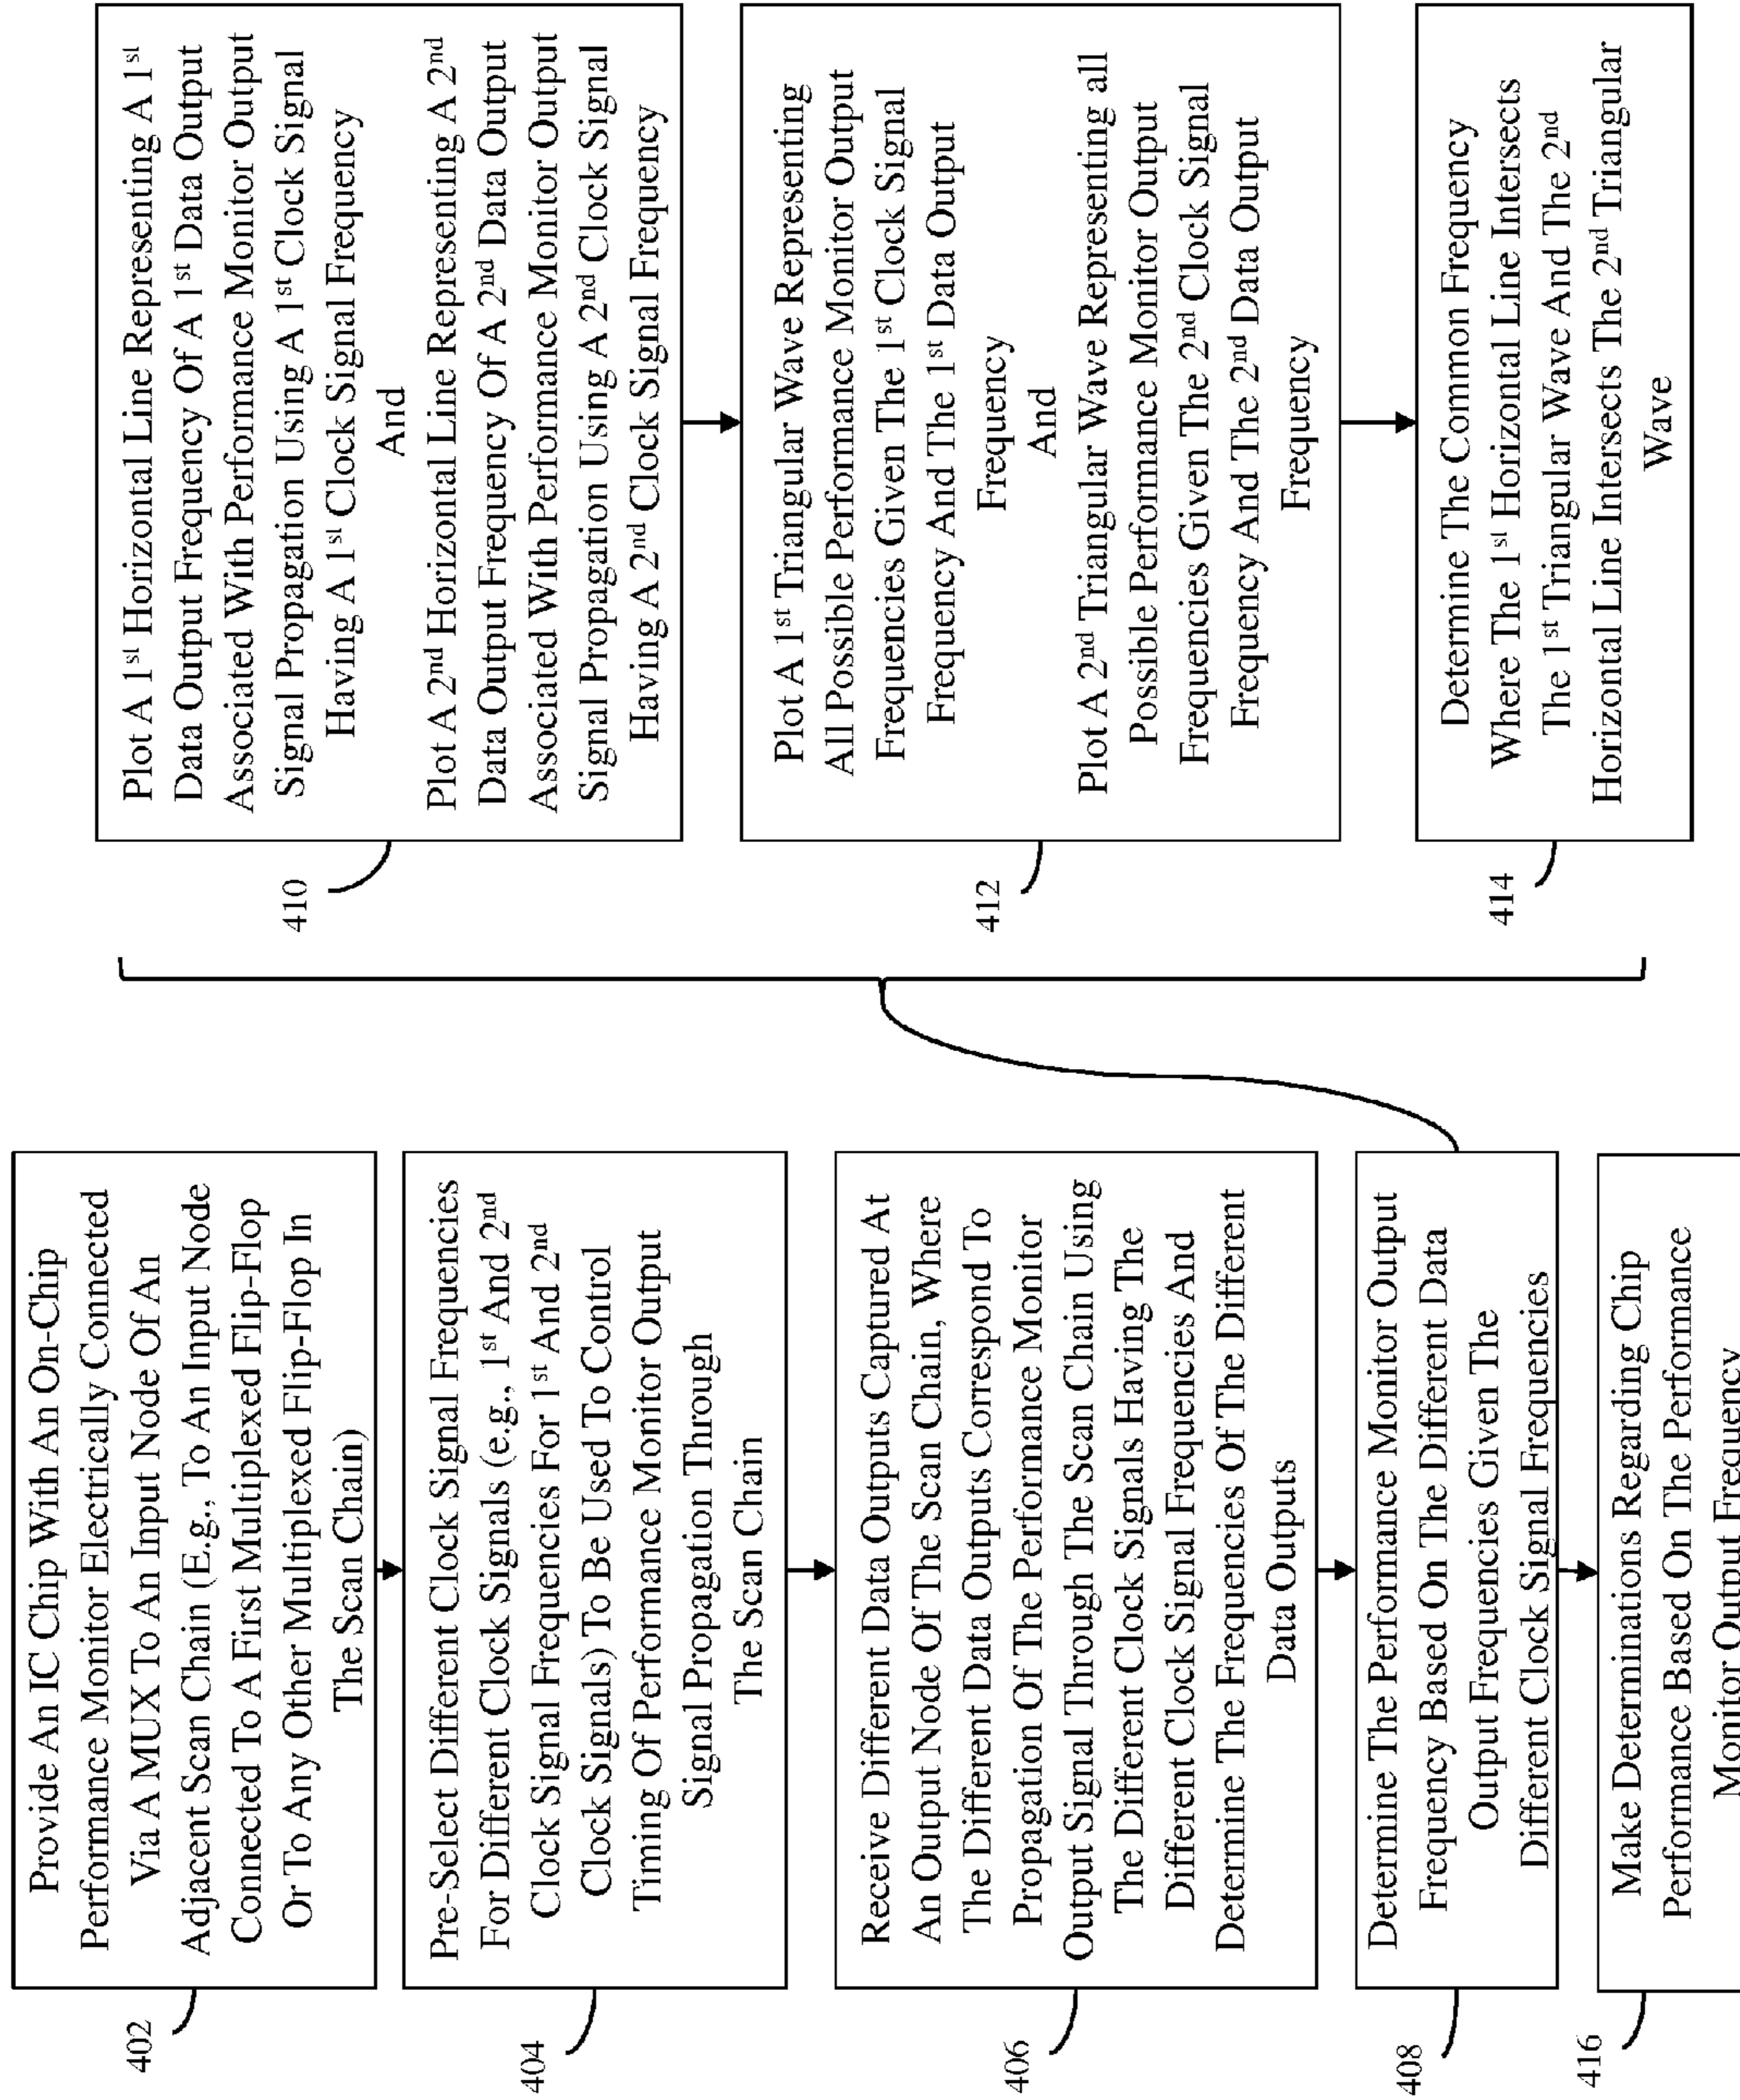 402
Provide An IC Chip With An On-Chip
Performance Monitor Electrically Connected
Via A MUX To An Input Node Of An
Adjacent Scan Chain (E.g., To An Input Node
Connected To A First Multiplexed Flip-Flop
Or To Any Other Multiplexed Flip-Flop In
The Scan Chain)
404
Pre-Select Different Clock Signal Frequencies
For Different Clock Signals (e.g., 1st And 2nd
Clock Signal Frequencies For 1st And 2nd
Clock Signals) To Be Used To Control
Timing Of Performance Monitor Output
Signal Propagation Through
The Scan Chain
406
Receive Different Data Outputs Captured At
An Output Node Of The Scan Chain, Where
The Different Data Outputs Correspond To
Propagation Of The Performance Monitor
Output Signal Through The Scan Chain Using
The Different Clock Signals Having The
Different Clock Signal Frequencies And
Determine The Frequencies Of The Different
Data Outputs
408
Determine The Performance Monitor Output
Frequency Based On The Different Data
Output Frequencies Given The
Different Clock Signal Frequencies
416
Make Determinations Regarding Chip
Performance Based On The Performance
Monitor Output Frequency
410
Plot A 1st Horizontal Line Representing A 1st
Data Output Frequency Of A 1st Data Output
Associated With Performance Monitor Output
Signal Propagation Using A 1st Clock Signal
Having A 1st Clock Signal Frequency
And
Plot A 2nd Horizontal Line Representing A 2nd
Data Output Frequency Of A 2nd Data Output
Associated With Performance Monitor Output
Signal Propagation Using A 2nd Clock Signal
Having A 2nd Clock Signal Frequency
412
Plot A 1st Triangular Wave Representing
All Possible Performance Monitor Output
Frequencies Given The 1st Clock Signal
Frequency And The 1st Data Output
Frequency
And
Plot A 2nd Triangular Wave Representing all
Possible Performance Monitor Output
Frequencies Given The 2nd Clock Signal
Frequency And The 2nd Data Output
Frequency
414
Determine The Common Frequency
Where The 1st Horizontal Line Intersects
The 1st Triangular Wave And The 2nd
Horizontal Line Intersects The 2nd Triangular
Wave